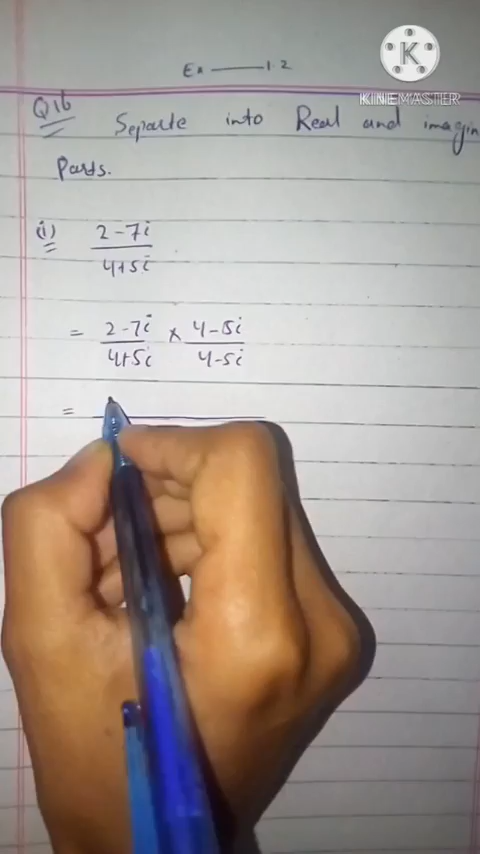 K
KINEMASTER
Ex ——— 1.2
Q16 Separte into Real and imagin
Parts.
(i) 2-7i / 4+5i
= 2-7i / 4+5i × 4-5i / 4-5i
=